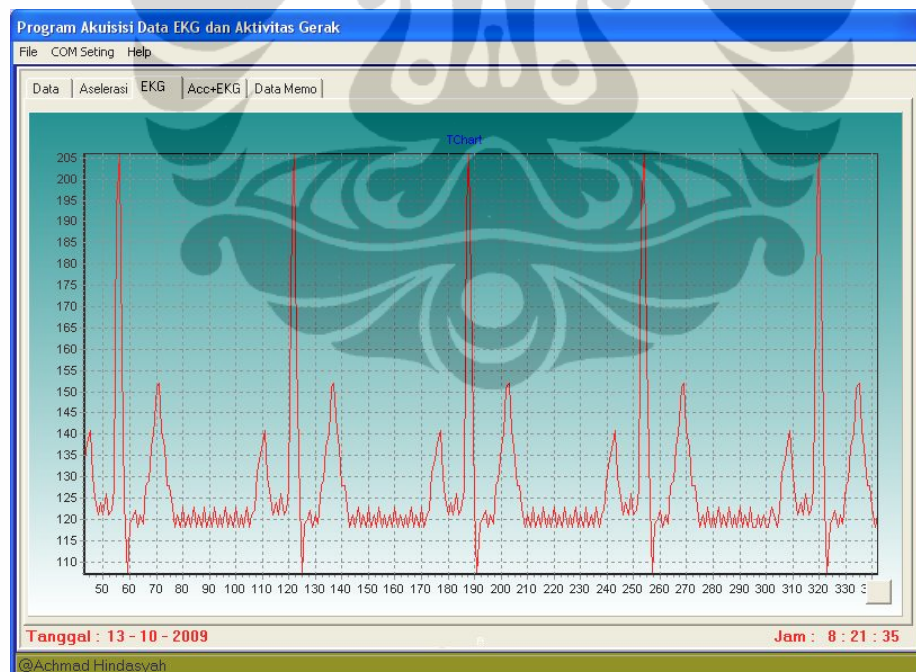 Program Akuisisi Data EKG dan Aktivitas Gerak
File COM Seting Help
Data Aselerasi EKG Acc+EKG Data Memo
TChart
205
200
195
190
185
180
175
170
165
160
155
150
145
140
135
130
125
120
115
110
50 60 70 80 90 100 110 120 130 140 150 160 170 180 190 200 210 220 230 240 250 260 270 280 290 300 310 320 330
Tanggal : 13 - 10 - 2009 Jam : 8 : 21 : 35
@Achmad Hindasyah